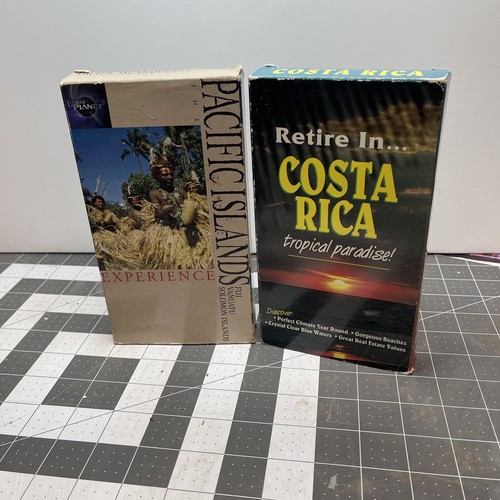 PLANET
THE
PACIFIC ISLANDS
EXPERIENCE
FIJI
VANUATU
SOLOMON ISLANDS
COSTA RICA
Retire In...
COSTA
RICA
tropical paradise!
Discover
• Perfect Climate Year Round • Gorgeous Beaches
• Crystal Clear Blue Waters • Great Real Estate Values